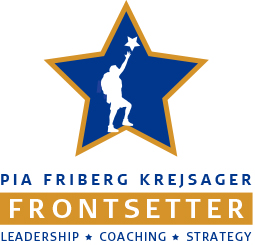 PIA FRIBERG KREJSAGER
FRONTSETTER
LEADERSHIP ★ COACHING ★ STRATEGY